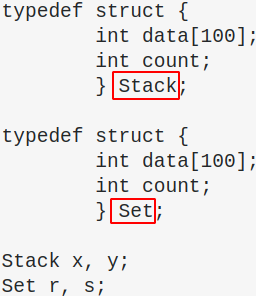 typedef struct {
int data[100];
int count;
} Stack;
typedef struct {
int data[100];
int count;
} Set;
Stack x, y;
Set r, s;